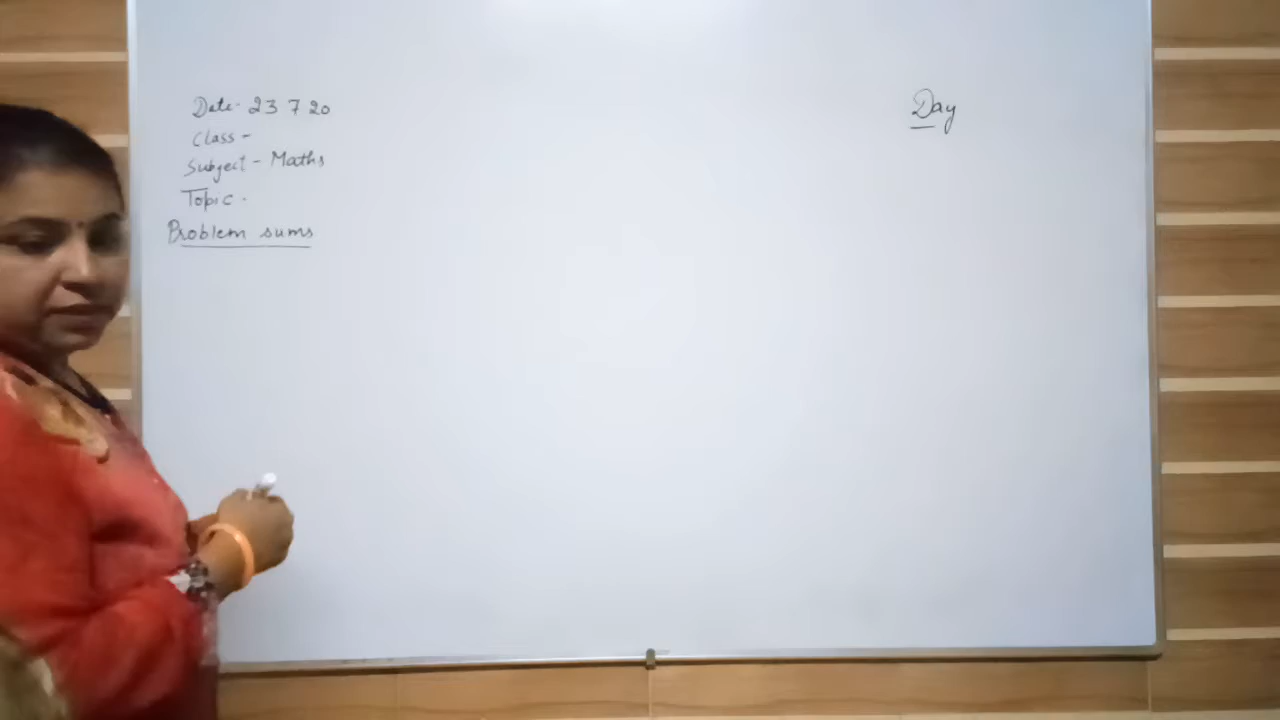 Date- 23 7 20
Day
Class -
Subject - Maths
Topic -
Problem sums